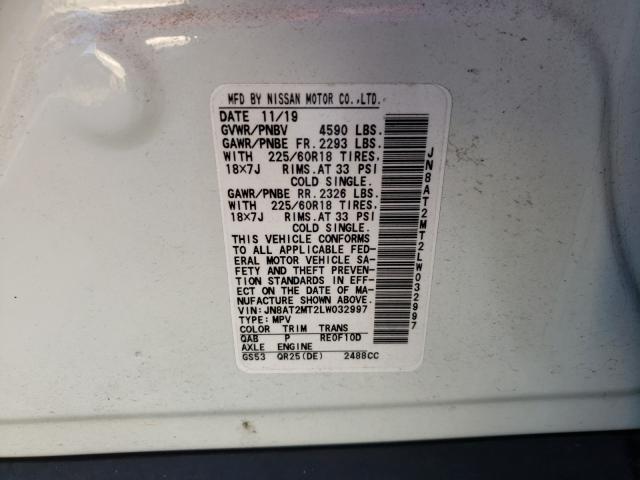 MFD BY NISSAN MOTOR CO.,LTD.
DATE 11/19
GVWR/PNBV 4590 LBS.
GAWR/PNBE FR. 2293 LBS.
WITH 225/60R18 TIRES.
18×7J RIMS.AT 33 PSI
COLD SINGLE.
GAWR/PNBE RR. 2326 LBS.
WITH 225/60R18 TIRES.
18×7J RIMS.AT 33 PSI
COLD SINGLE.
THIS VEHICLE CONFORMS
TO ALL APPLICABLE FED-
ERAL MOTOR VEHICLE SA-
FETY AND THEFT PREVEN-
TION STANDARDS IN EFF-
ECT ON THE DATE OF MA-
NUFACTURE SHOWN ABOVE.
VIN:JN8AT2MT2LW032997
TYPE:MPV
COLOR TRIM TRANS
QAB P RE0F10D
AXLE ENGINE
GS53 QR25(DE) 2488CC
JN8AT2MT2LW032997